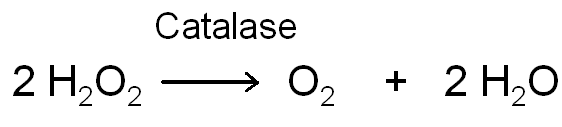 Catalase
2 H₂O₂ ⟶ O₂ + 2 H₂O